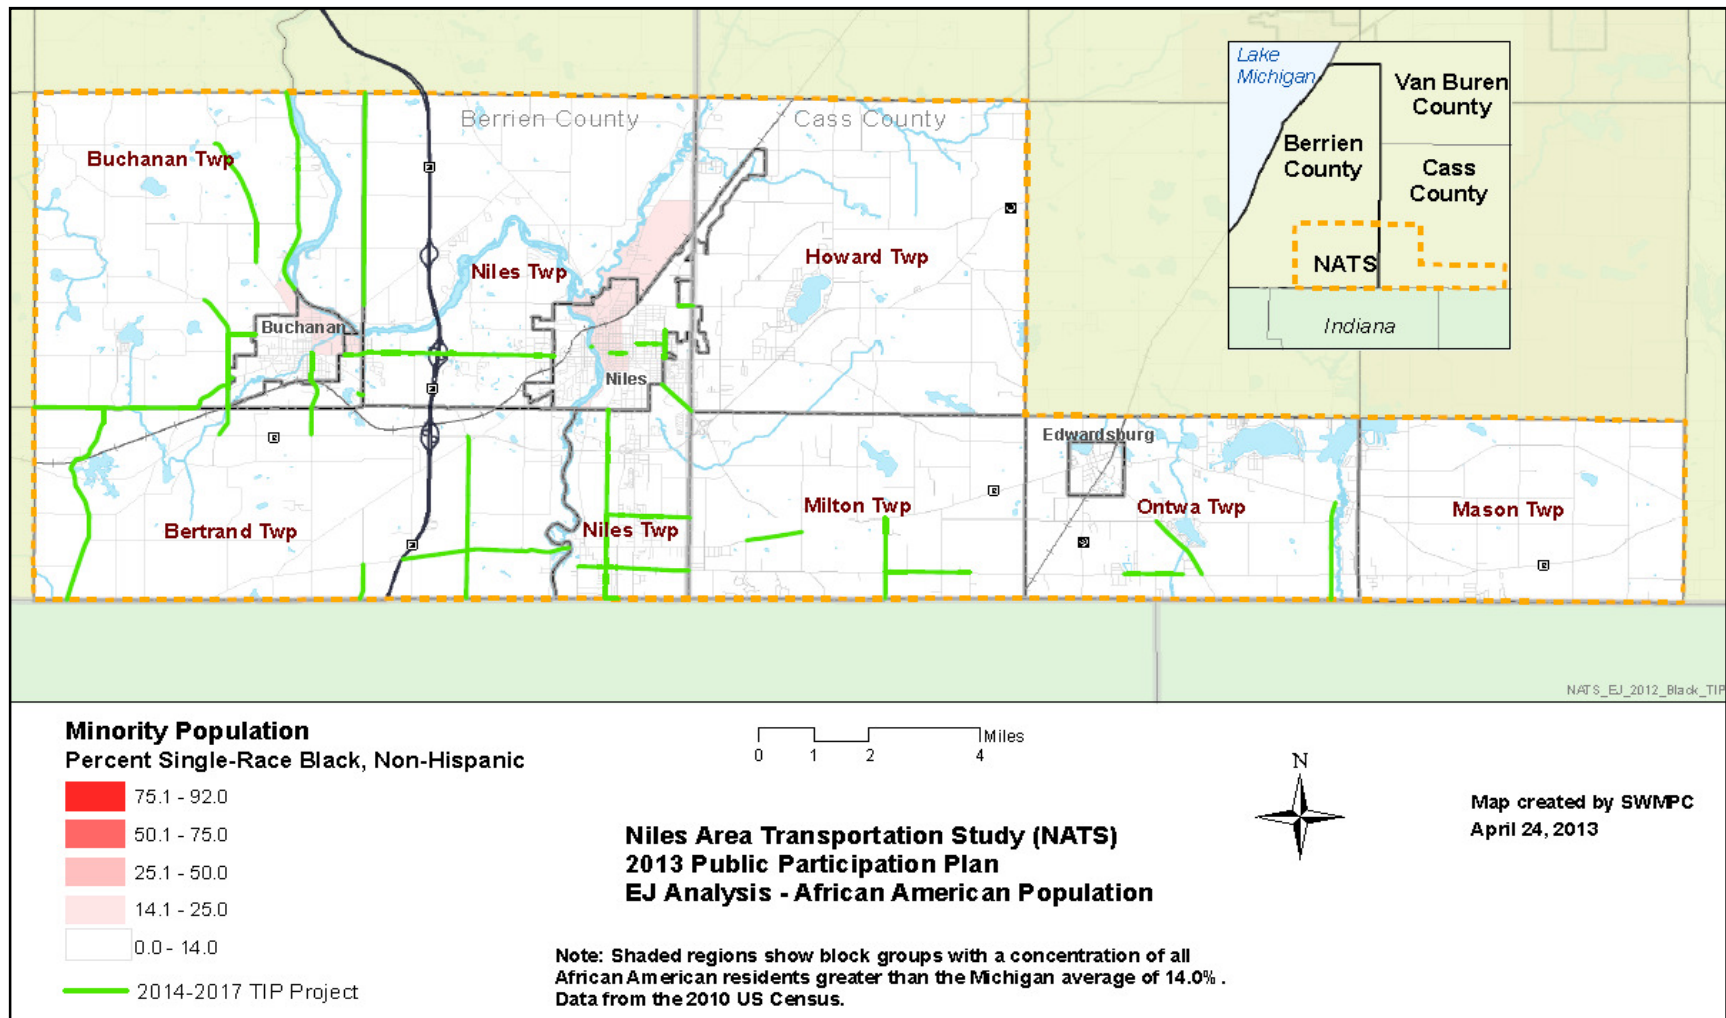 Lake
Michigan
Van Buren
County
Berrien
County
Cass
County
NATS
Indiana
Berrien County
Cass County
Buchanan Twp
Niles Twp
Howard Twp
Buchanan
Niles
Edwardsburg
Bertrand Twp
Niles Twp
Milton Twp
Ontwa Twp
Mason Twp
NATS_EJ_2012_Black_TIP
Minority Population
Percent Single-Race Black, Non-Hispanic
75.1 - 92.0
50.1 - 75.0
25.1 - 50.0
14.1 - 25.0
0.0 - 14.0
2014-2017 TIP Project
Miles
0 1 2 4
Niles Area Transportation Study (NATS)
2013 Public Participation Plan
EJ Analysis - African American Population
Note: Shaded regions show block groups with a concentration of all
African American residents greater than the Michigan average of 14.0%.
Data from the 2010 US Census.
N
Map created by SWMPC
April 24, 2013